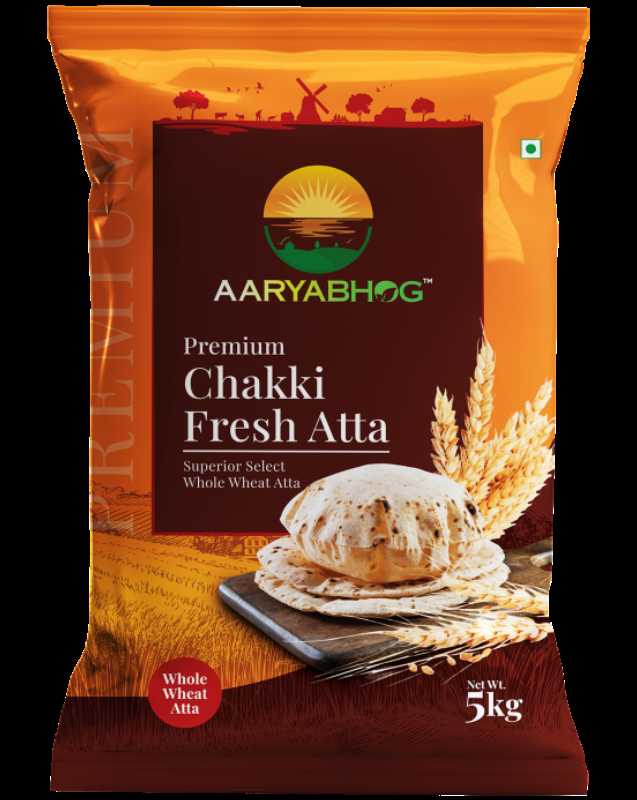 PREMIUM
AARYABHOG™
Premium
Chakki
Fresh Atta
Superior Select
Whole Wheat Atta
Whole
Wheat
Atta
Net Wt.
5kg